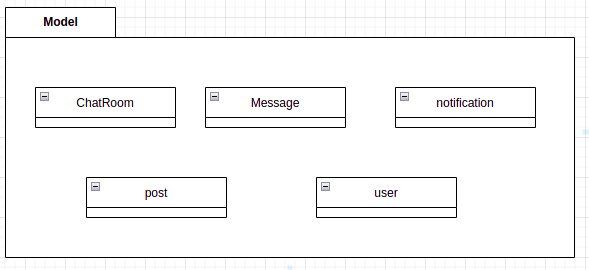 Model
ChatRoom
Message
notification
post
user